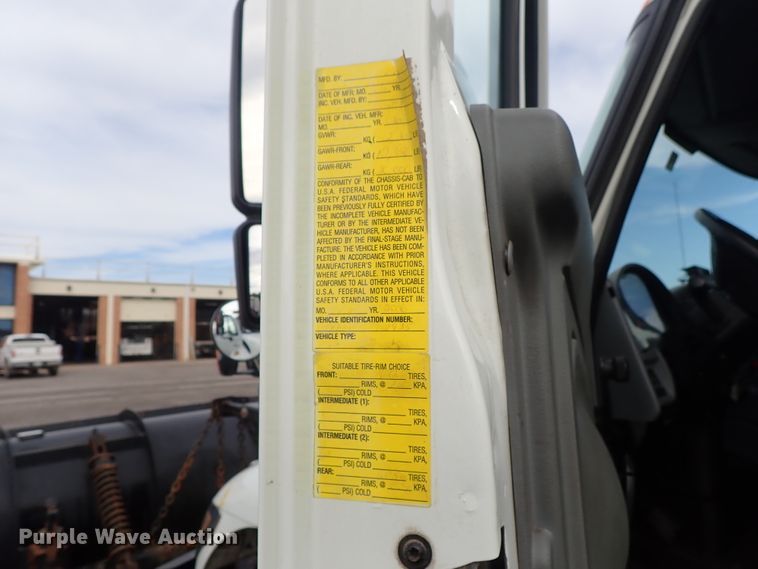 MFD. BY:
DATE OF MFR: MO. YR.
INC. VEH. MFD. BY:
DATE OF INC. VEH. MFR:
MO. YR.
GVWR:
KG ( LB
GAWR-FRONT:
KG ( LB
GAWR-REAR:
KG ( LB
CONFORMITY OF THE CHASSIS-CAB TO
U.S.A. FEDERAL MOTOR VEHICLE
SAFETY STANDARDS, WHICH HAVE
BEEN PREVIOUSLY FULLY CERTIFIED BY
THE INCOMPLETE VEHICLE MANUFAC-
TURER OR BY THE INTERMEDIATE VE-
HICLE MANUFACTURER, HAS NOT BEEN
AFFECTED BY THE FINAL-STAGE MANU-
FACTURE. THE VEHICLE HAS BEEN COM-
PLETED IN ACCORDANCE WITH PRIOR
MANUFACTURER'S INSTRUCTIONS,
WHERE APPLICABLE. THIS VEHICLE
CONFORMS TO ALL OTHER APPLICABLE
U.S.A. FEDERAL MOTOR VEHICLE
SAFETY STANDARDS IN EFFECT IN:
MO. YR.
VEHICLE IDENTIFICATION NUMBER:
VEHICLE TYPE:
SUITABLE TIRE-RIM CHOICE
FRONT: TIRES,
RIMS, @ KPA,
( PSI) COLD
INTERMEDIATE (1):
TIRES,
RIMS, @ KPA,
( PSI) COLD
INTERMEDIATE (2):
TIRES,
RIMS, @ KPA,
( PSI) COLD
REAR: TIRES,
RIMS, @ KPA,
( PSI) COLD
Purple Wave Auction